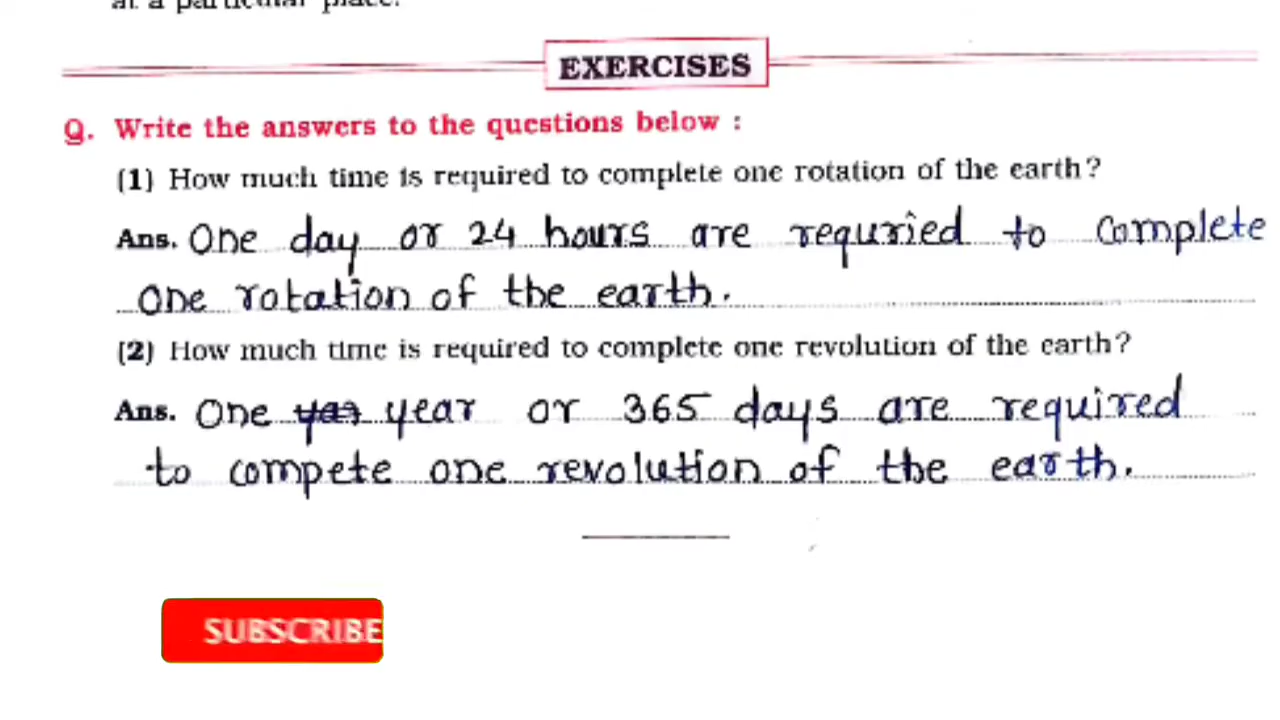 at a particular place.
EXERCISES
Q. Write the answers to the questions below :
(1) How much time is required to complete one rotation of the earth?
Ans. One day or 24 hours are requried to complete
one rotation of the earth.
(2) How much time is required to complete one revolution of the earth?
Ans. One year or 365 days are required
to compete one revolution of the earth.
SUBSCRIBE